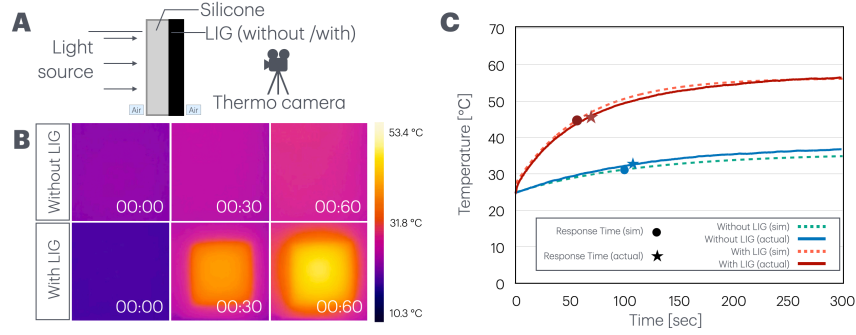 A
Silicone
LIG (without /with)
Light
source
Air
Air
Thermo camera
B
Without LIG
00:00
00:30
00:60
With LIG
00:00
00:30
00:60
53.4 °C
31.8 °C
10.3 °C
C
Temperature [°C]
70
60
50
40
30
20
10
0
Response Time (sim)
Response Time (actual)
Without LIG (sim)
Without LIG (actual)
With LIG (sim)
With LIG (actual)
0
50
100
150
200
250
300
Time [sec]